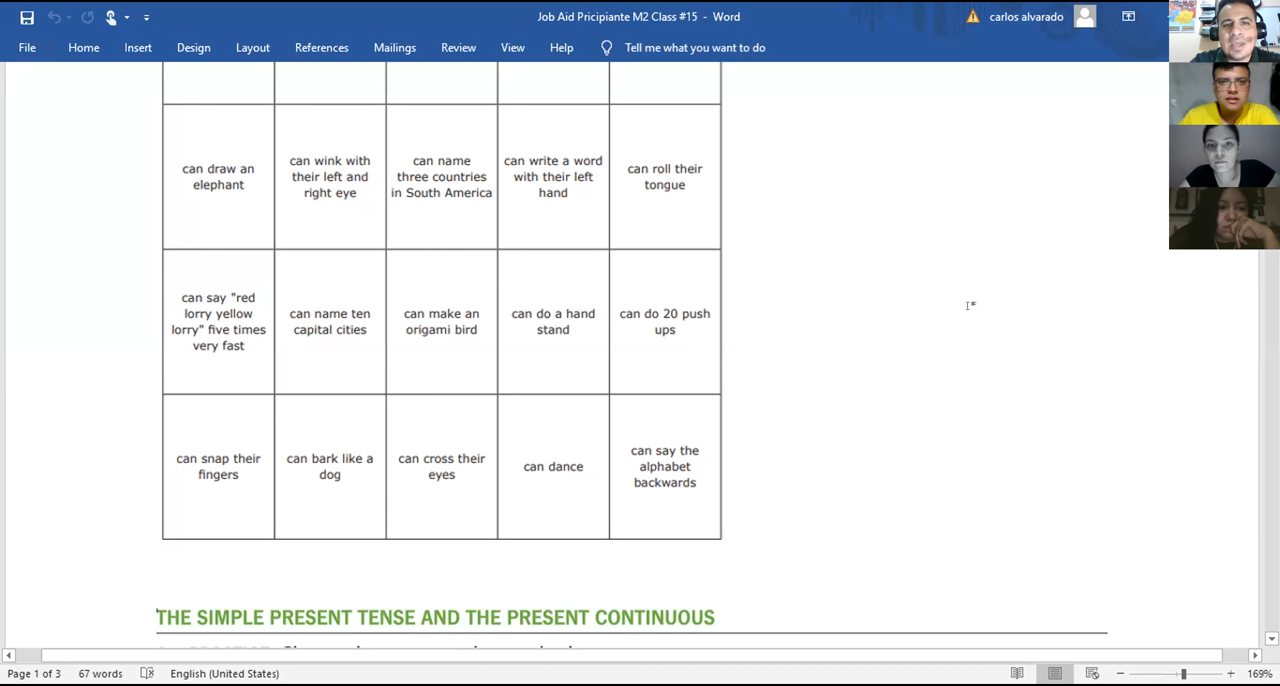 Job Aid Pricipiante M2 Class #15 - Word
carlos alvarado
File Home Insert Design Layout References Mailings Review View Help Tell me what you want to do
can draw an
elephant
can wink with
their left and
right eye
can name
three countries
in South America
can write a word
with their left
hand
can roll their
tongue
can say "red
lorry yellow
lorry" five times
very fast
can name ten
capital cities
can make an
origami bird
can do a hand
stand
can do 20 push
ups
can snap their
fingers
can bark like a
dog
can cross their
eyes
can dance
can say the
alphabet
backwards
THE SIMPLE PRESENT TENSE AND THE PRESENT CONTINUOUS
Page 1 of 3 67 words English (United States) 169%